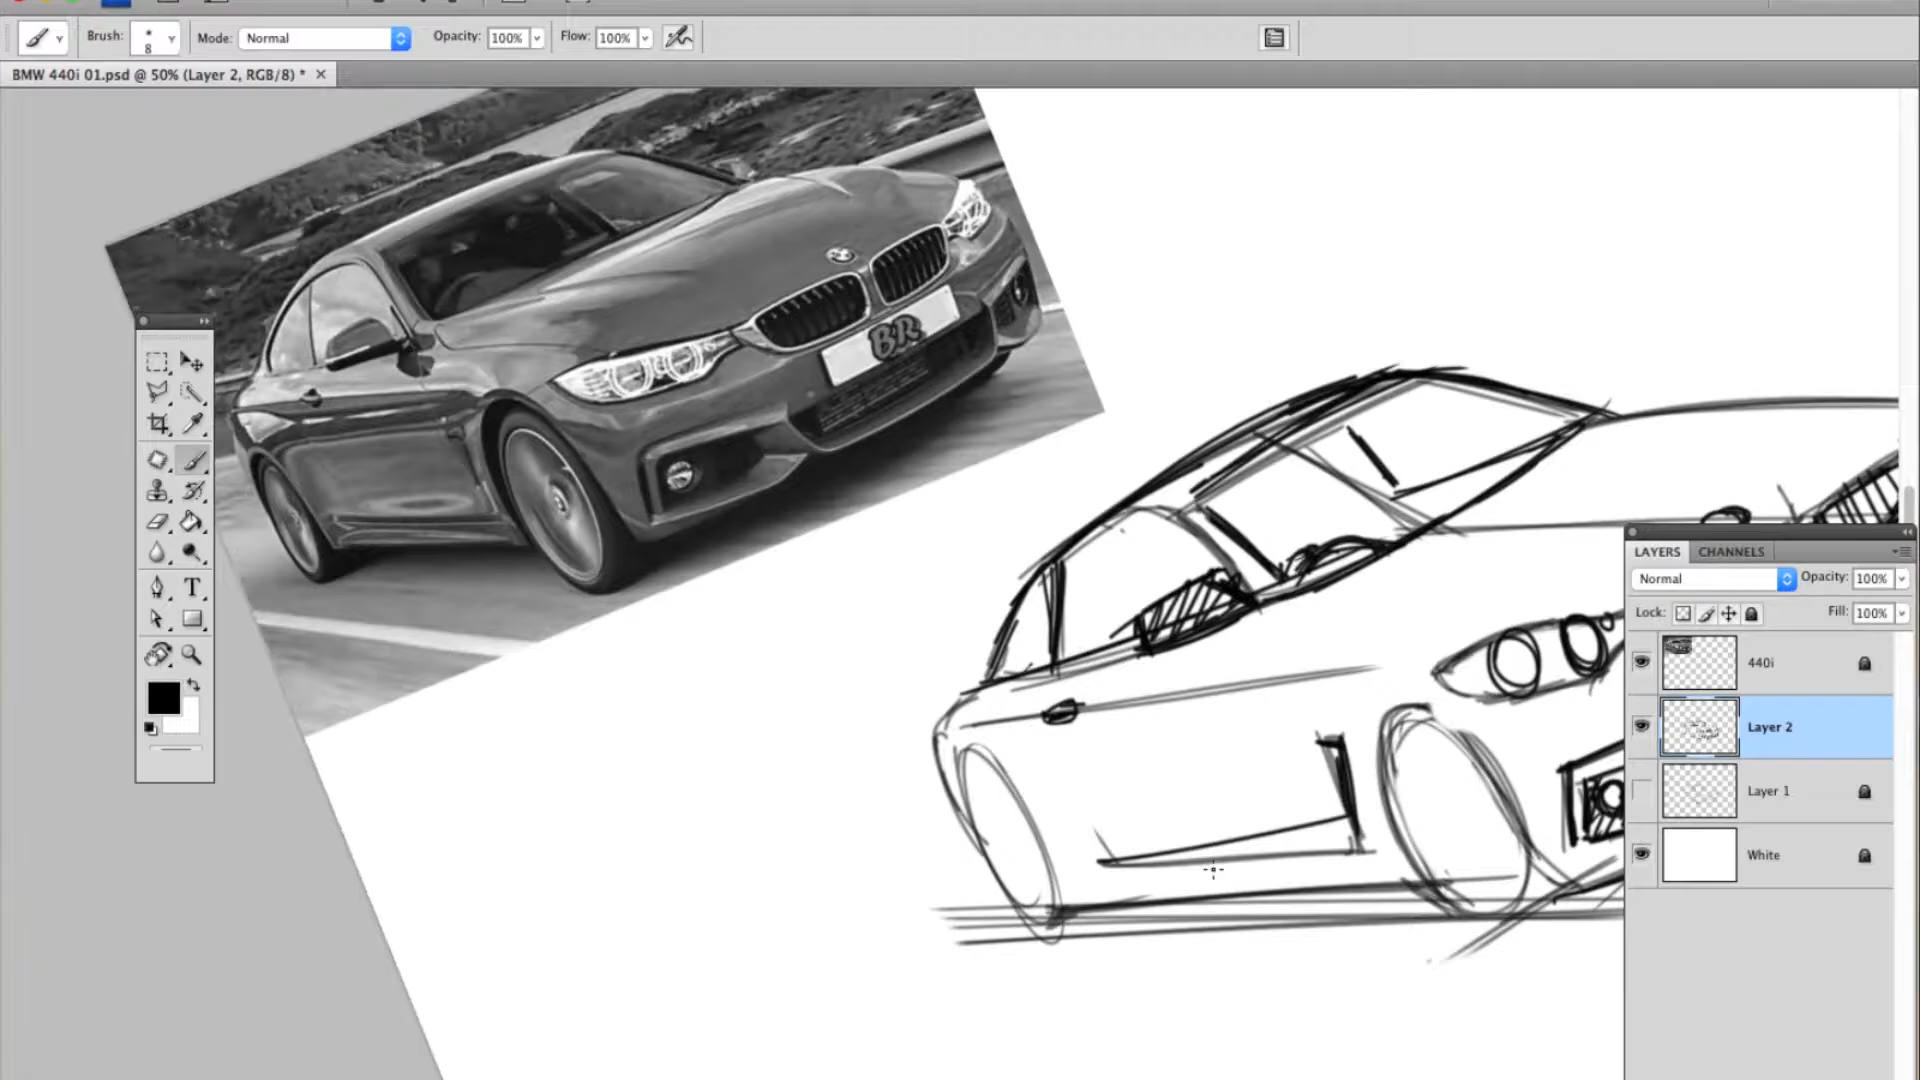 Brush: 8 Mode: Normal Opacity: 100% Flow: 100%
BMW 440i 01.psd @ 50% (Layer 2, RGB/8) *
BR
T
LAYERS CHANNELS
Normal Opacity: 100%
Lock: Fill: 100%
440i
Layer 2
Layer 1
White